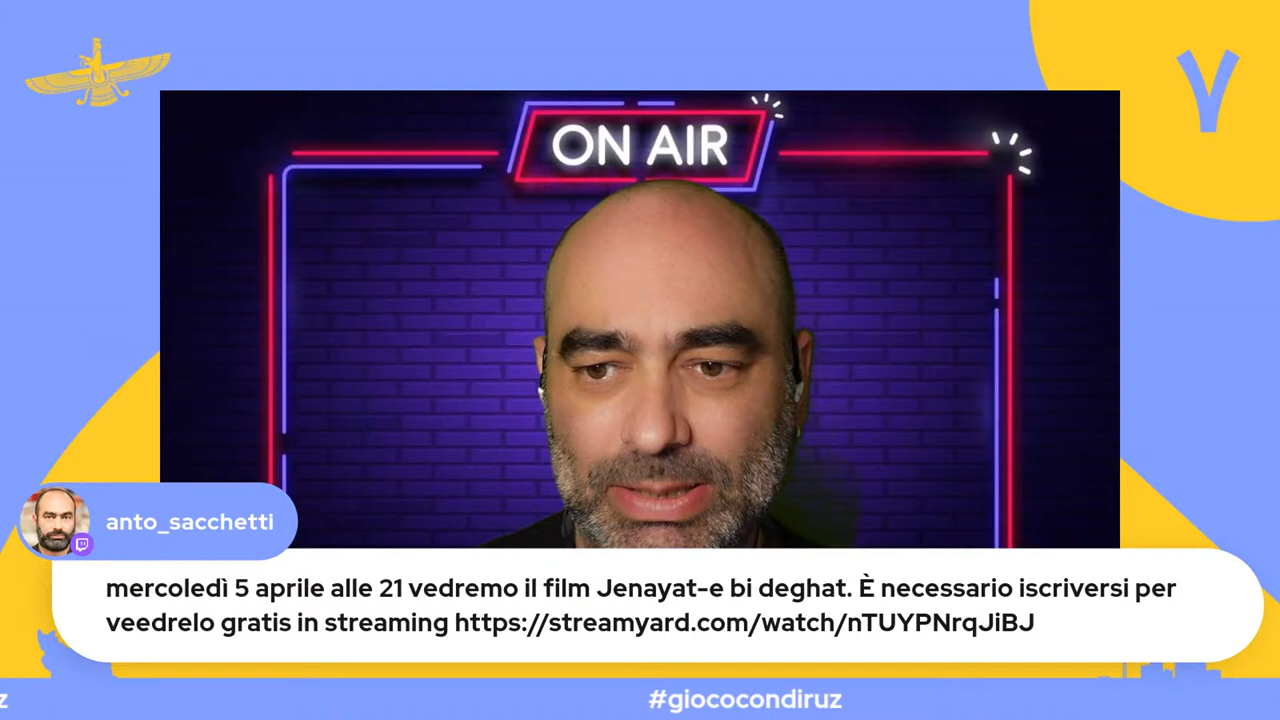 ۷
ON AIR
anto_sacchetti
mercoledì 5 aprile alle 21 vedremo il film Jenayat-e bi deghat. È necessario iscriversi per
veedrelo gratis in streaming https://streamyard.com/watch/nTUYPNrqJiBJ
z
#giococondiruz